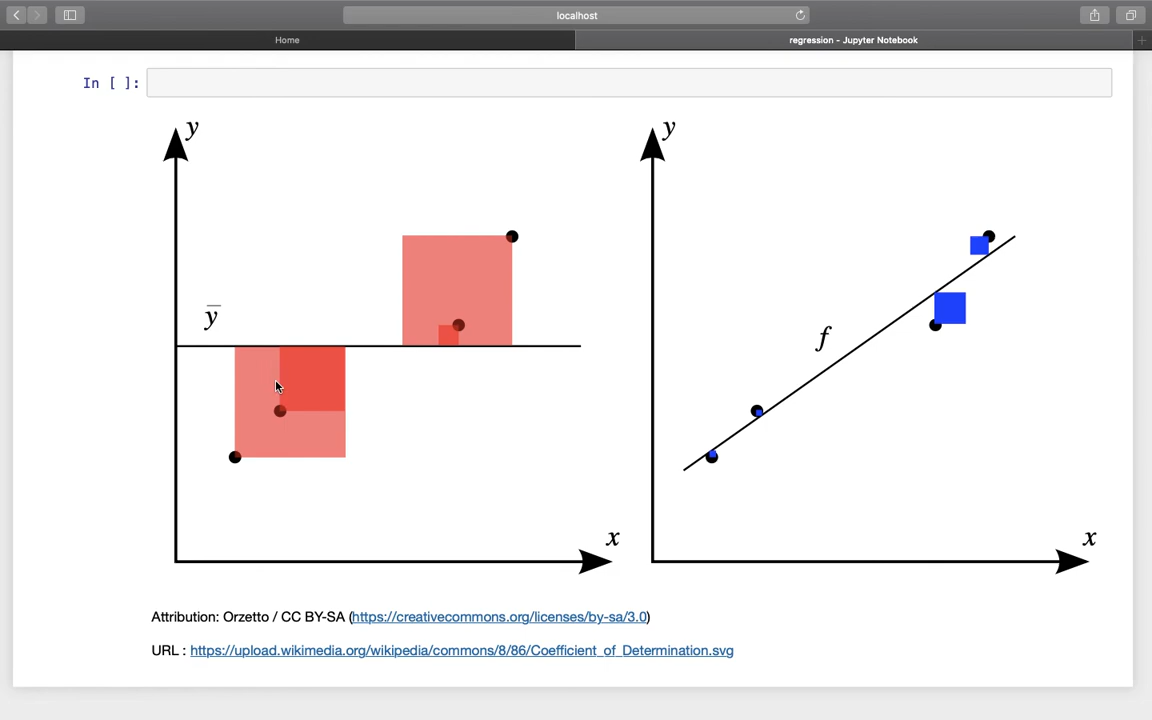 localhost
Home
regression - Jupyter Notebook
+
In [ ]:
y
y
y̅
f
x
x
Attribution: Orzetto / CC BY-SA (https://creativecommons.org/licenses/by-sa/3.0)
URL : https://upload.wikimedia.org/wikipedia/commons/8/86/Coefficient_of_Determination.svg